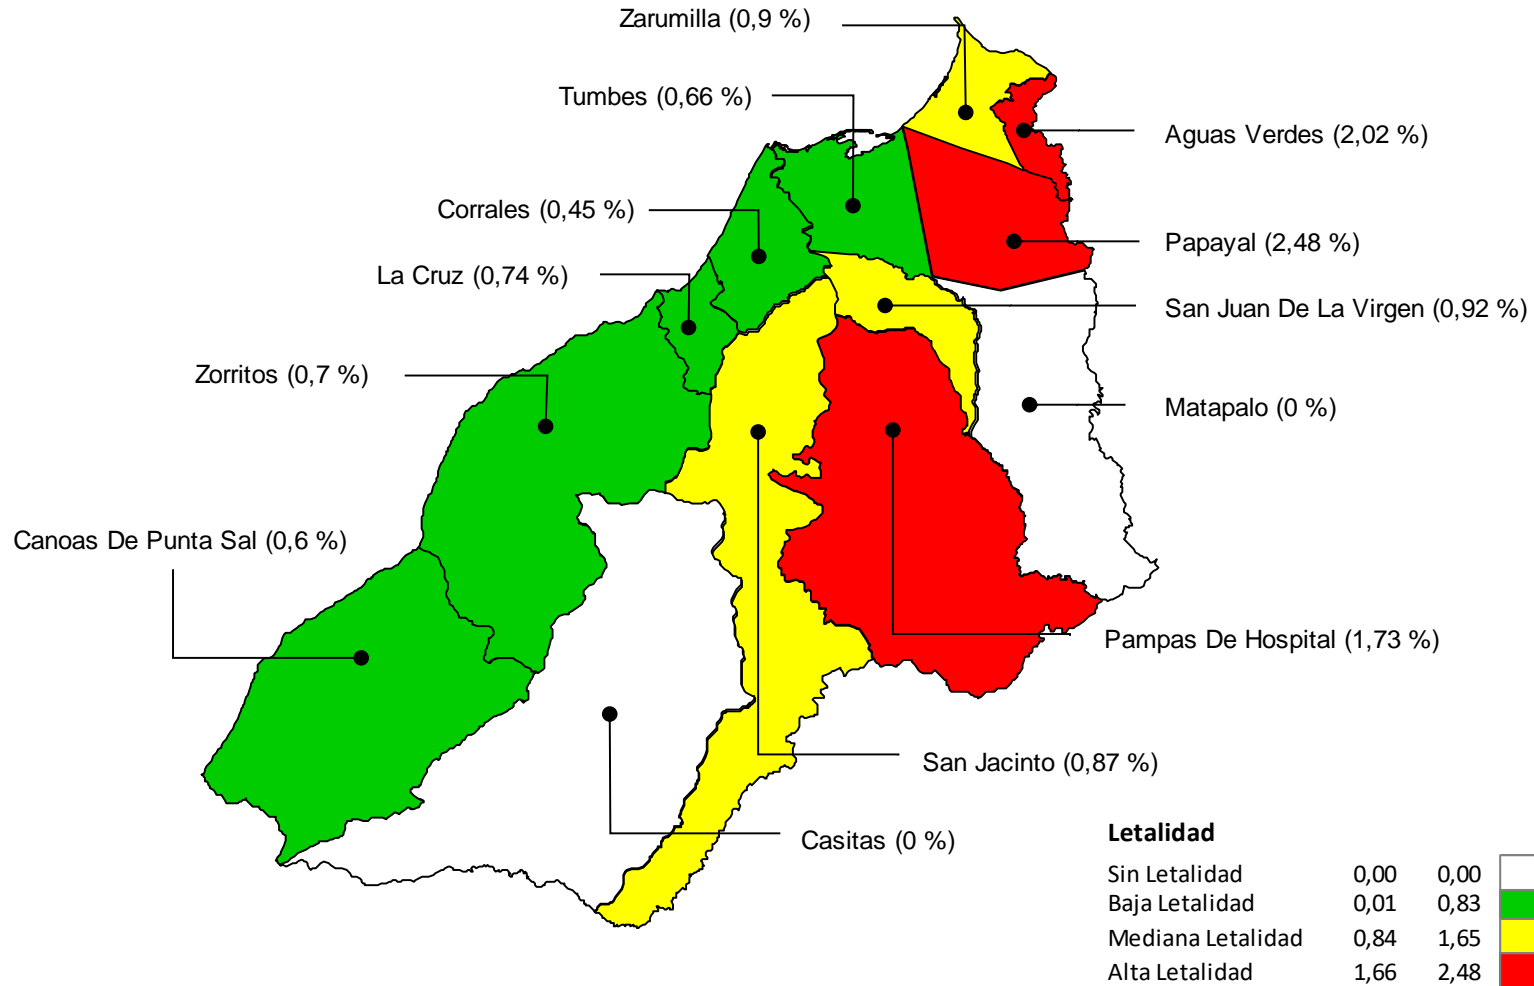 Zarumilla (0,9 %)
Tumbes (0,66 %)
Aguas Verdes (2,02 %)
Corrales (0,45 %)
Papayal (2,48 %)
La Cruz (0,74 %)
San Juan De La Virgen (0,92 %)
Zorritos (0,7 %)
Matapalo (0 %)
Canoas De Punta Sal (0,6 %)
Pampas De Hospital (1,73 %)
San Jacinto (0,87 %)
Casitas (0 %)
Letalidad
Sin Letalidad 0,00 0,00
Baja Letalidad 0,01 0,83
Mediana Letalidad 0,84 1,65
Alta Letalidad 1,66 2,48